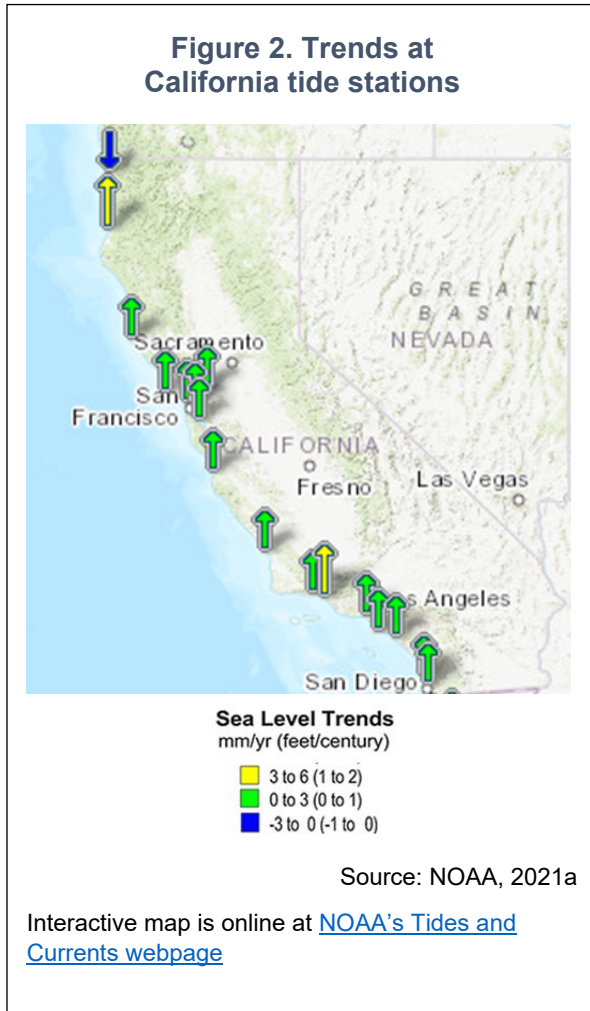 Figure 2. Trends at
California tide stations
GREAT
BASIN
NEVADA
Sacramento
San
Francisco
CALIFORNIA
Fresno
Las Vegas
s Angeles
San Diego
Sea Level Trends
mm/yr (feet/century)
3 to 6 (1 to 2)
0 to 3 (0 to 1)
-3 to 0 (-1 to 0)
Source: NOAA, 2021a
Interactive map is online at NOAA's Tides and
Currents webpage